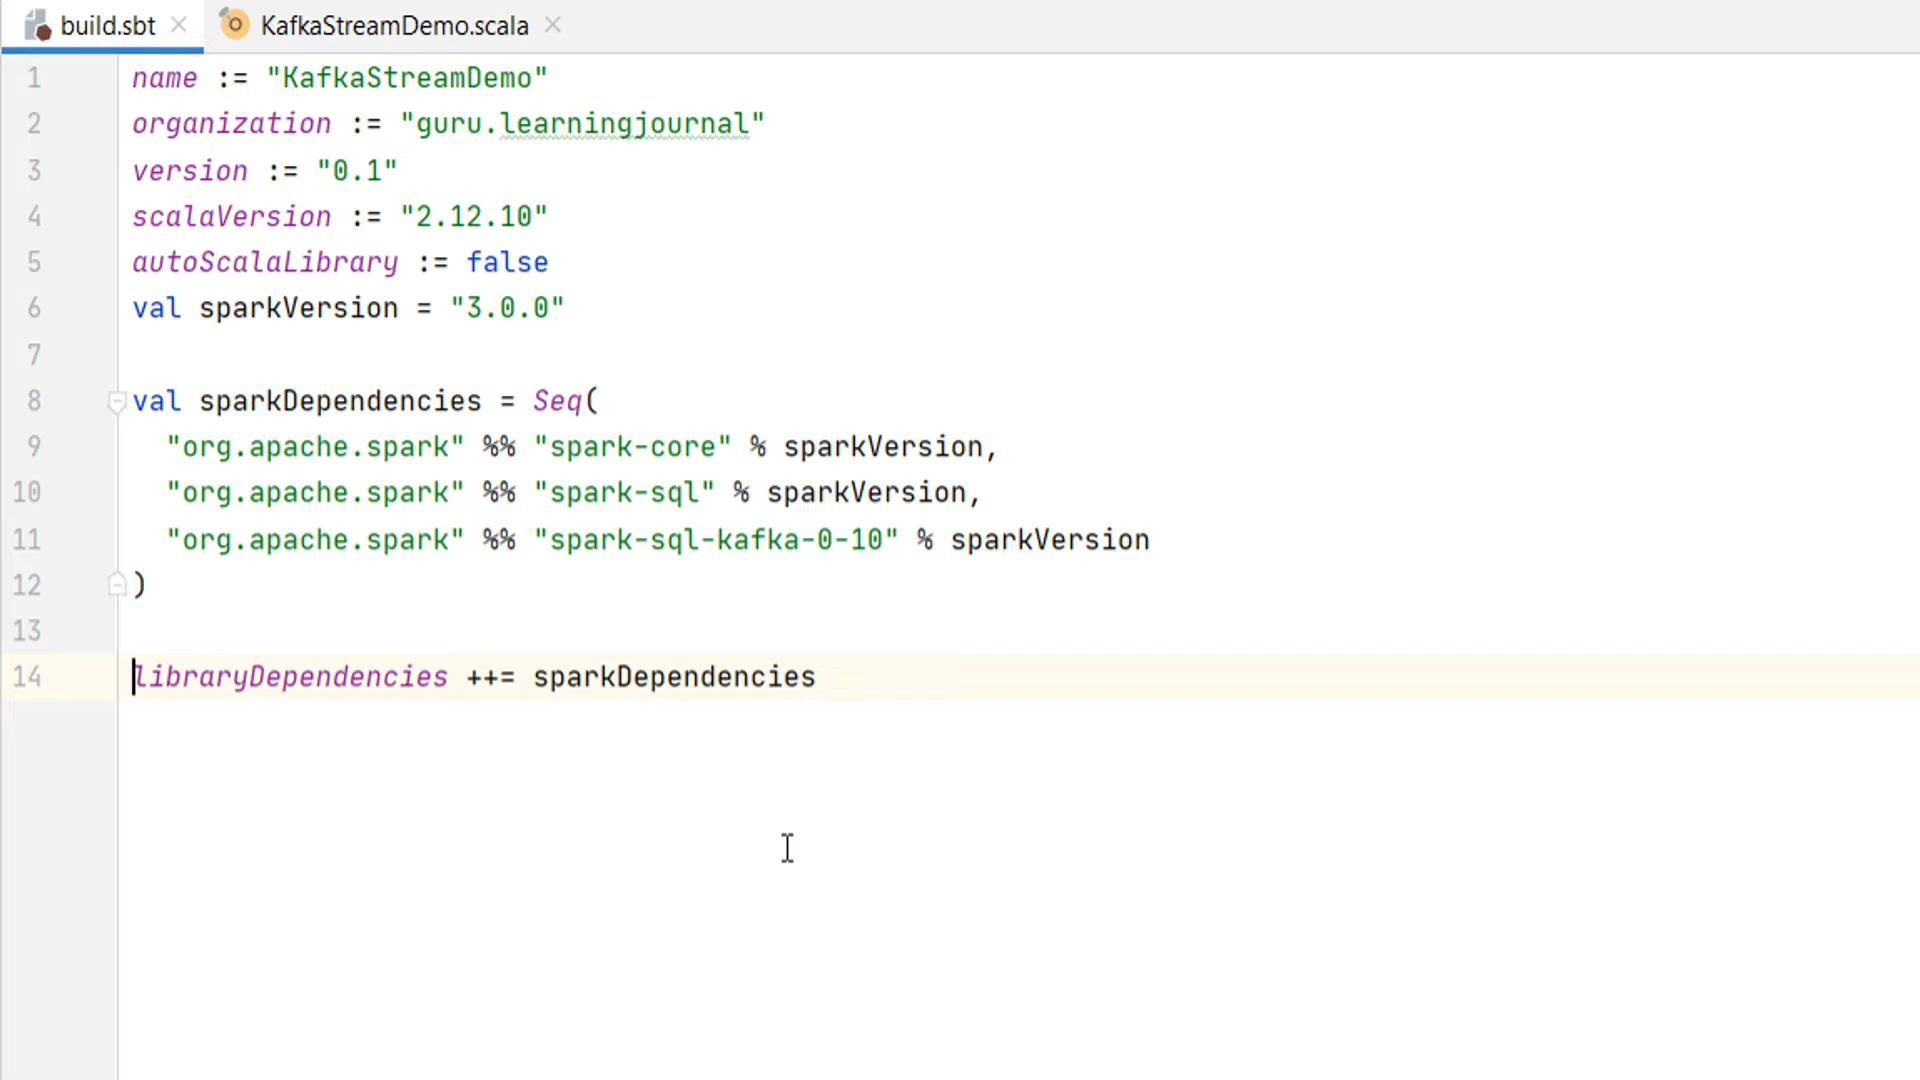 build.sbt
KafkaStreamDemo.scala
1 name := "KafkaStreamDemo"
2 organization := "guru.learningjournal"
3 version := "0.1"
4 scalaVersion := "2.12.10"
5 autoScalaLibrary := false
6 val sparkVersion = "3.0.0"
7
8 val sparkDependencies = Seq(
9   "org.apache.spark" %% "spark-core" % sparkVersion,
10   "org.apache.spark" %% "spark-sql" % sparkVersion,
11   "org.apache.spark" %% "spark-sql-kafka-0-10" % sparkVersion
12 )
13
14 libraryDependencies ++= sparkDependencies